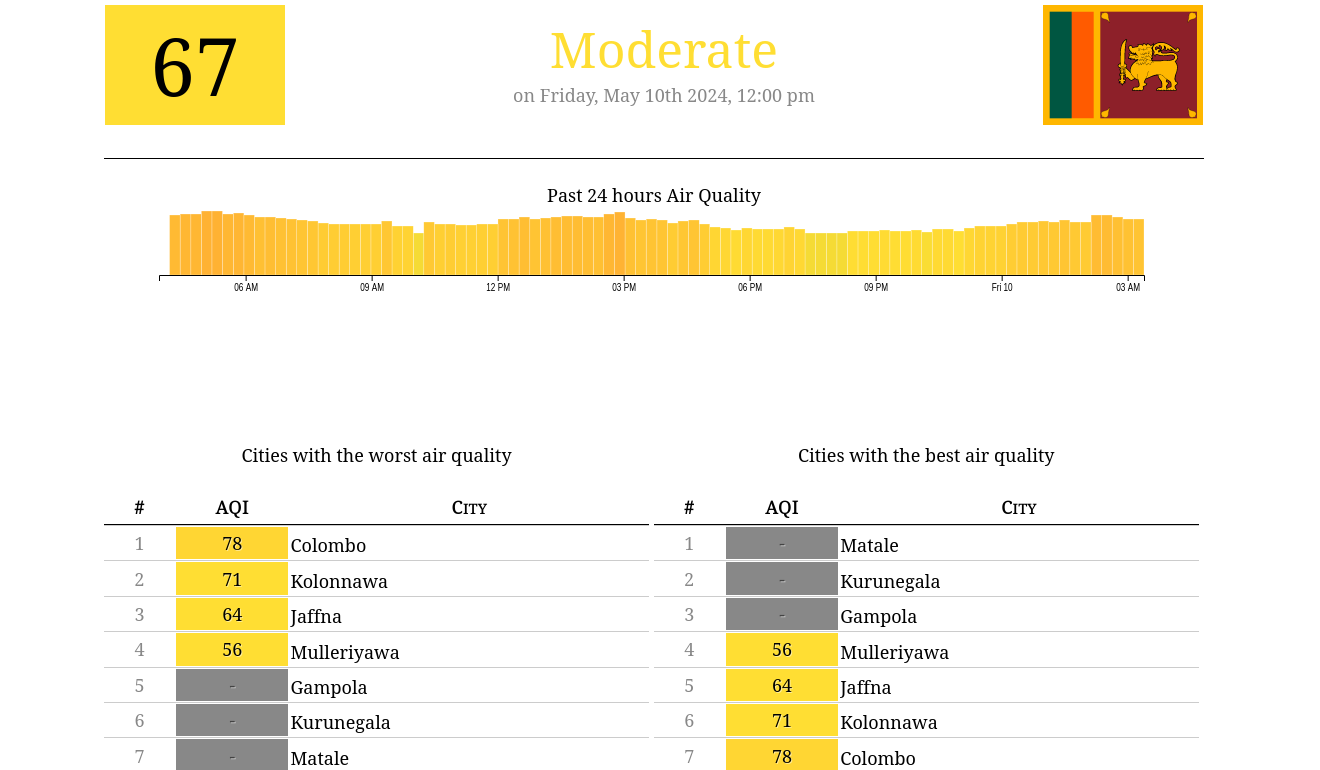 67
Moderate
on Friday, May 10th 2024, 12:00 pm
Past 24 hours Air Quality
06 AM 09 AM 12 PM 03 PM 06 PM 09 PM Fri 10 03 AM
Cities with the worst air quality
# AQI City
1 78 Colombo
2 71 Kolonnawa
3 64 Jaffna
4 56 Mulleriyawa
5 - Gampola
6 - Kurunegala
7 - Matale
Cities with the best air quality
# AQI City
1 - Matale
2 - Kurunegala
3 - Gampola
4 56 Mulleriyawa
5 64 Jaffna
6 71 Kolonnawa
7 78 Colombo